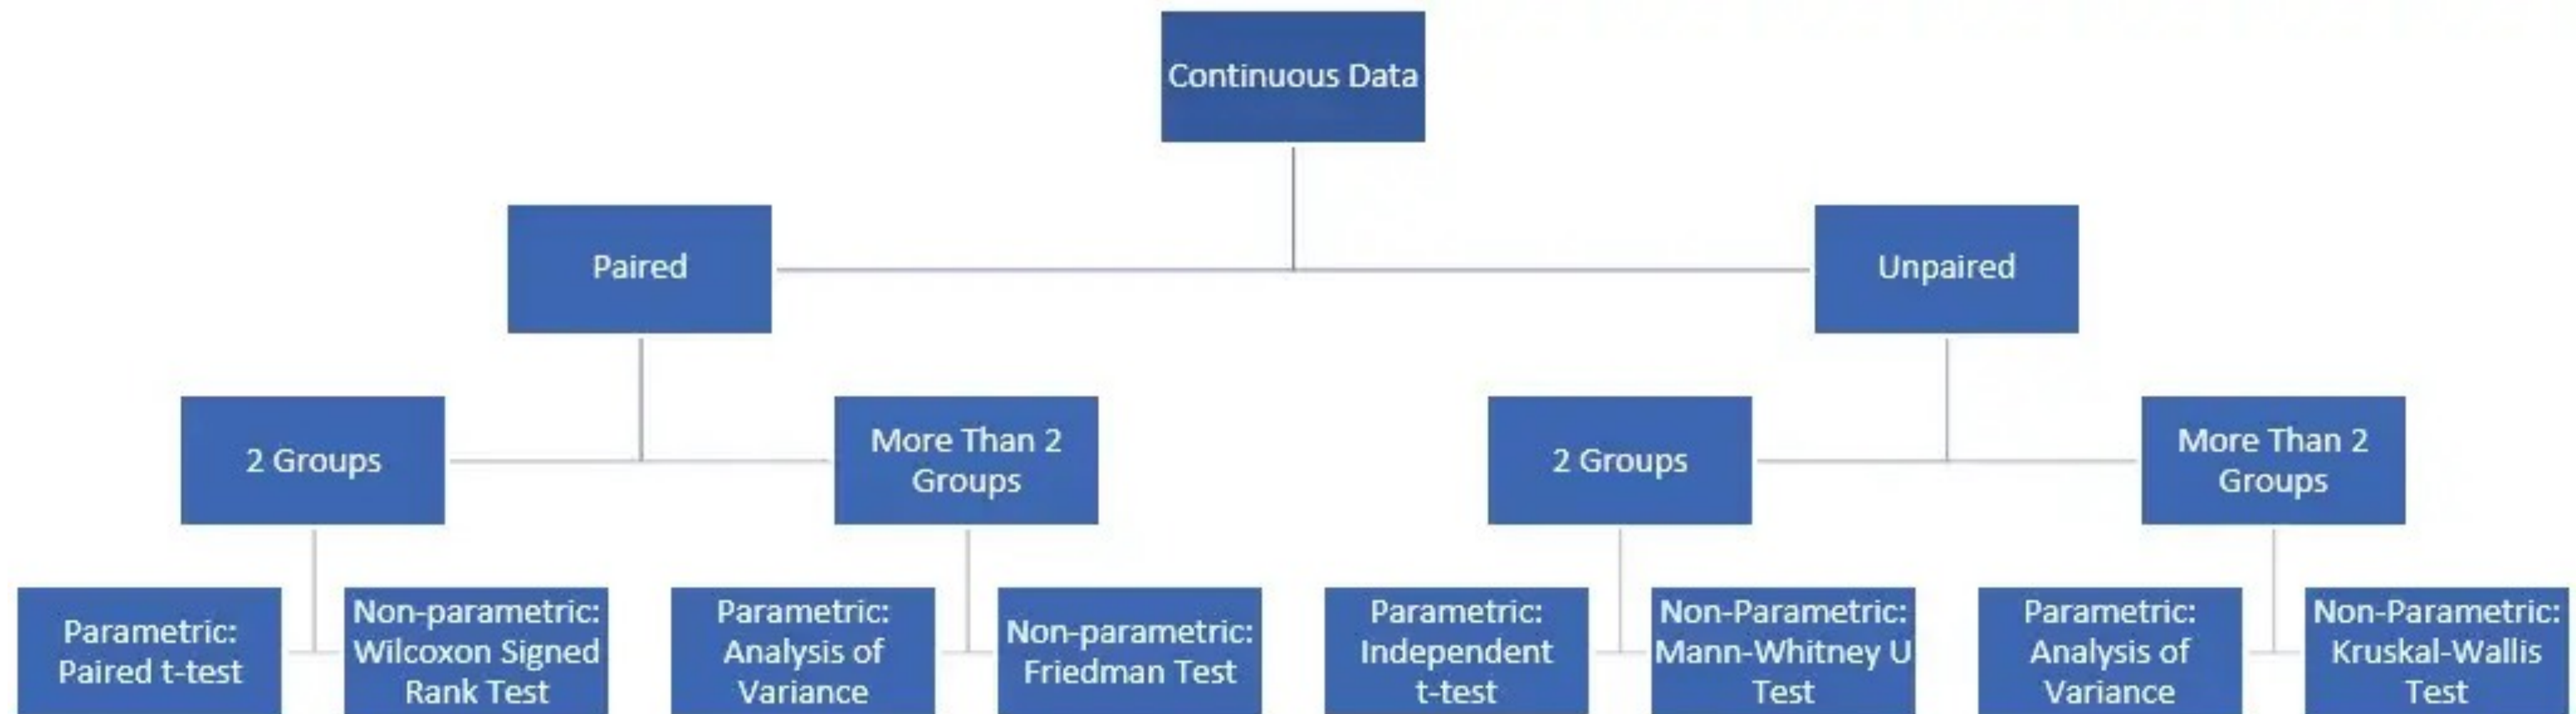 Continuous Data
Paired
Unpaired
2 Groups
More Than 2
Groups
2 Groups
More Than 2
Groups
Parametric:
Paired t-test
Non-parametric:
Wilcoxon Signed
Rank Test
Parametric:
Analysis of
Variance
Non-parametric:
Friedman Test
Parametric:
Independent
t-test
Non-Parametric:
Mann-Whitney U
Test
Parametric:
Analysis of
Variance
Non-Parametric:
Kruskal-Wallis
Test